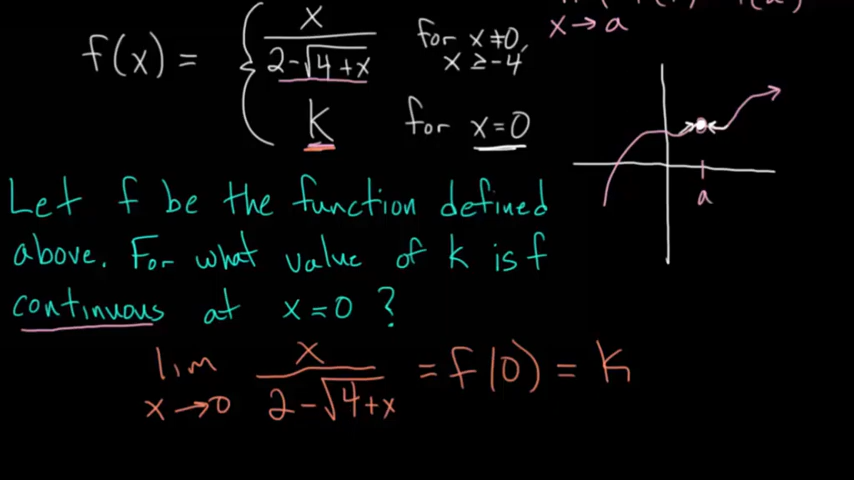 x → a
f(x) = { x / (2-√(4+x)) for x≠0, x ≥ -4
k for x=0
a
Let f be the function defined
above. For what value of k is f
continuous at x=0 ?
lim x→0 x / (2-√(4+x)) = f(0) = k